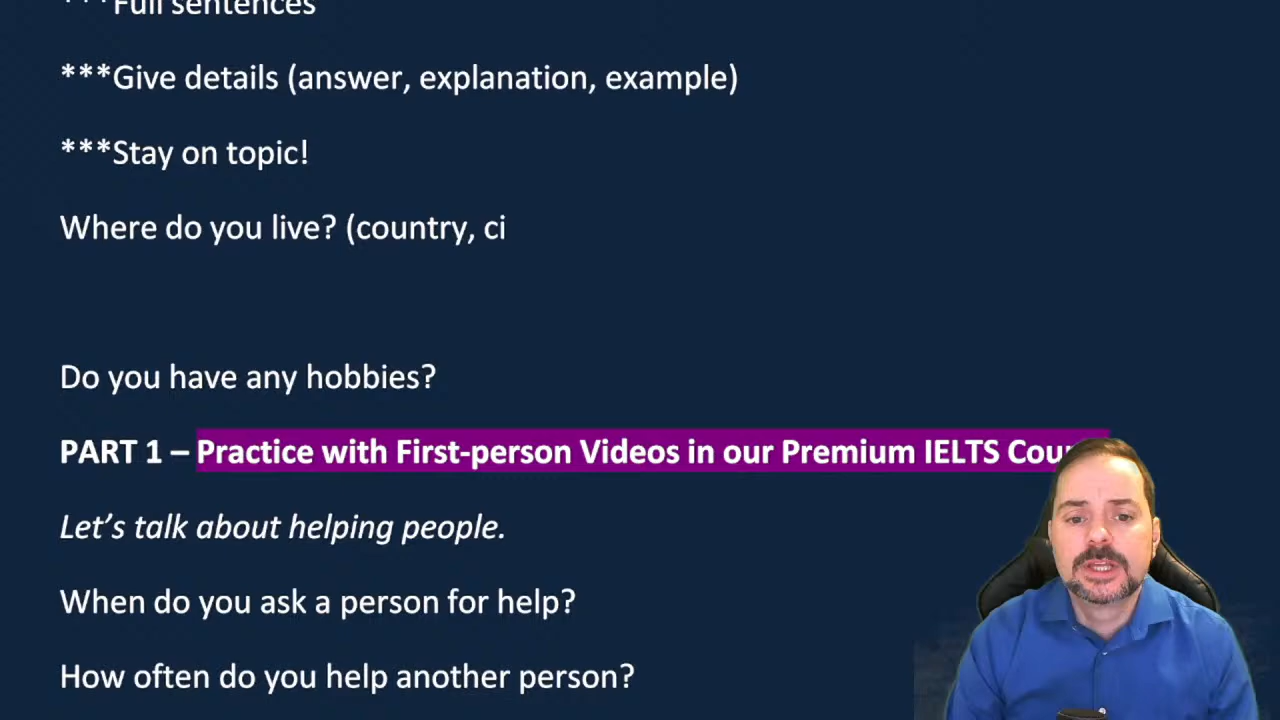 ***Full sentences
***Give details (answer, explanation, example)
***Stay on topic!
Where do you live? (country, ci
Do you have any hobbies?
PART 1 – Practice with First-person Videos in our Premium IELTS
Let's talk about helping people.
When do you ask a person for help?
How often do you help another person?